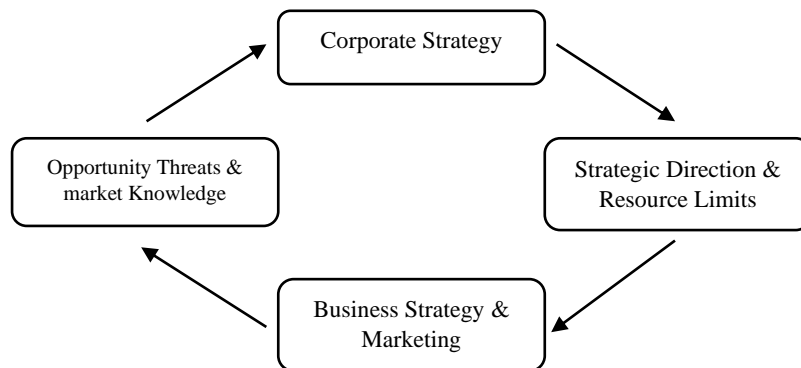 Corporate Strategy
Opportunity Threats &
market Knowledge
Strategic Direction &
Resource Limits
Business Strategy &
Marketing